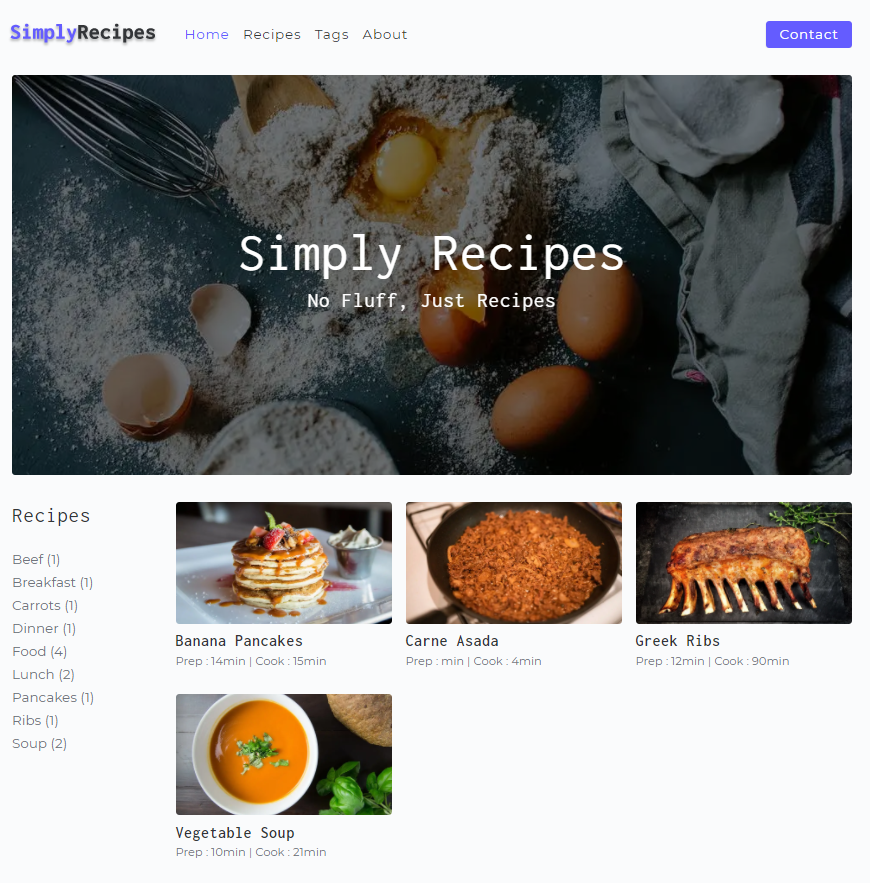 SimplyRecipes Home Recipes Tags About Contact
Simply Recipes
No Fluff, Just Recipes
Recipes
Beef (1)
Breakfast (1)
Carrots (1)
Dinner (1)
Food (4)
Lunch (2)
Pancakes (1)
Ribs (1)
Soup (2)
Banana Pancakes
Prep : 14min | Cook : 15min
Carne Asada
Prep : min | Cook : 4min
Greek Ribs
Prep : 12min | Cook : 90min
Vegetable Soup
Prep : 10min | Cook : 21min